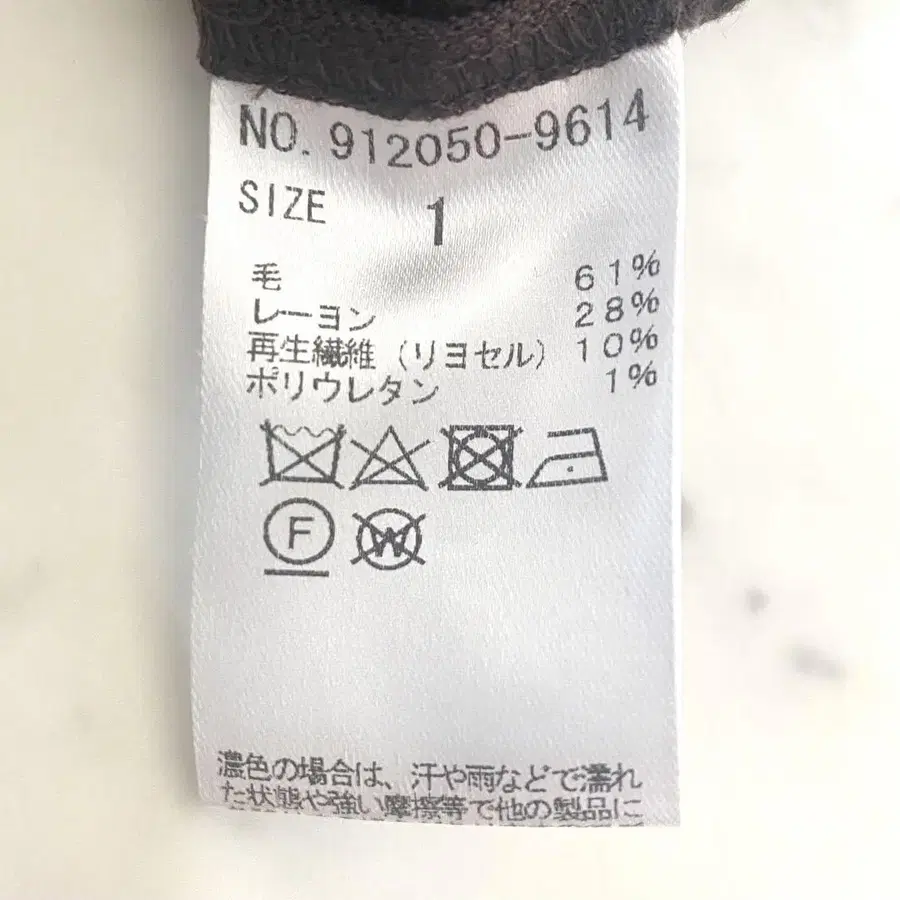 NO. 912050-9614
SIZE 1
毛 61%
レーヨン 28%
再生繊維（リヨセル）10%
ポリウレタン 1%
F
W
濃色の場合は、汗や雨などで濡れ
た状態や強い摩擦等で他の製品に